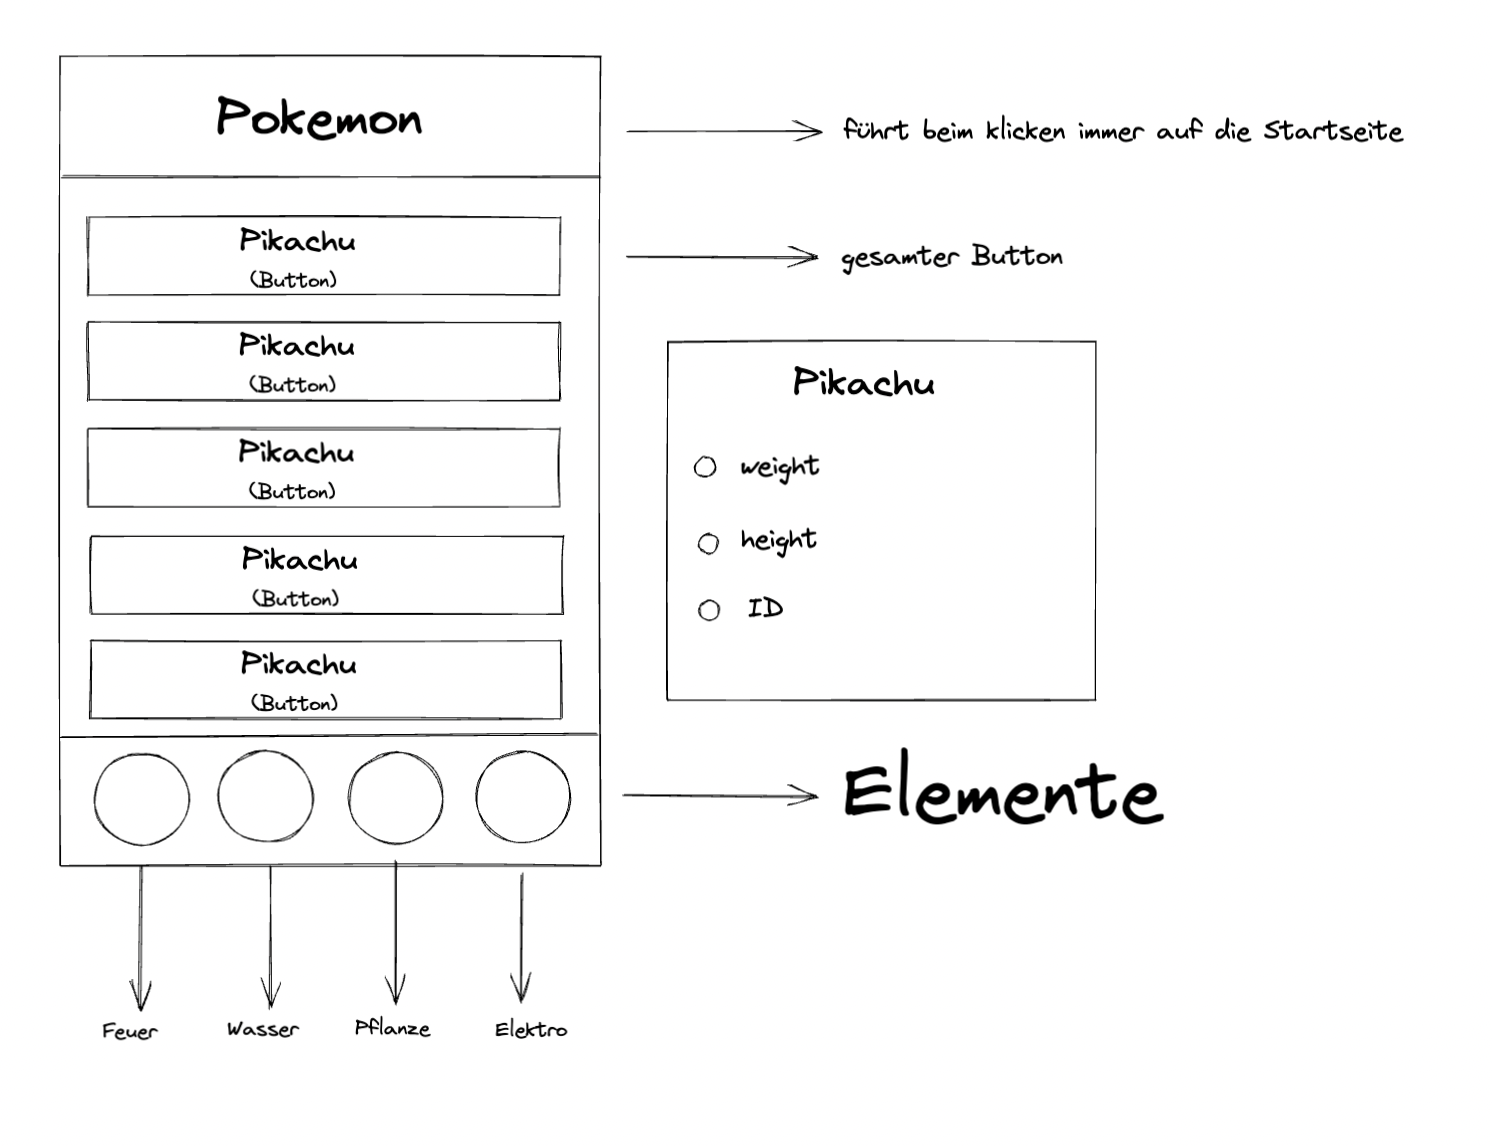 Pokemon
führt beim klicken immer auf die Startseite
Pikachu
(Button)
gesamter Button
Pikachu
(Button)
Pikachu
(Button)
Pikachu
(Button)
Pikachu
(Button)
Pikachu
weight
height
ID
Elemente
Feuer
Wasser
Pflanze
Elektro